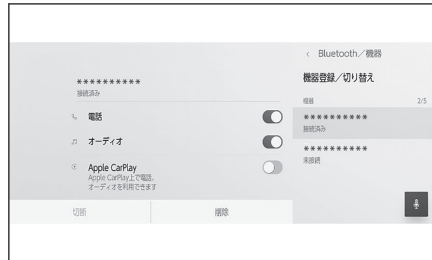 ＊＊＊＊＊＊＊＊＊＊
接続済み
電話
オーディオ
Apple CarPlay
Apple CarPlay上で電話、
オーディオを利用できます
切断
削除
‹ Bluetooth／機器
機器登録／切り替え
機器 2/5
＊＊＊＊＊＊＊＊＊＊
接続済み
＊＊＊＊＊＊＊＊＊＊
未接続